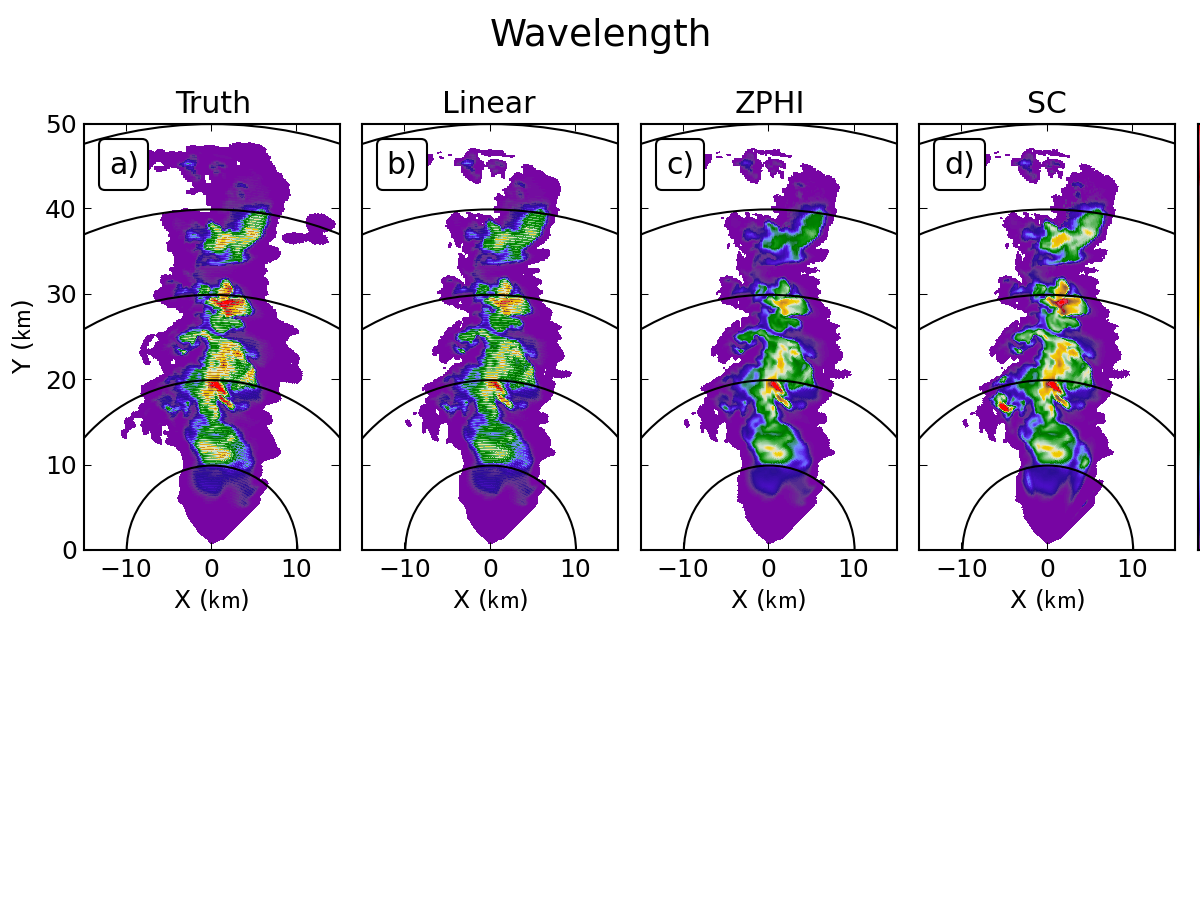 Wavelength
Truth Linear ZPHI SC
a) b) c) d)
50
40
30
20
10
0
Y (km)
−10 0 10 −10 0 10 −10 0 10 −10 0 10
X (km) X (km) X (km) X (km)